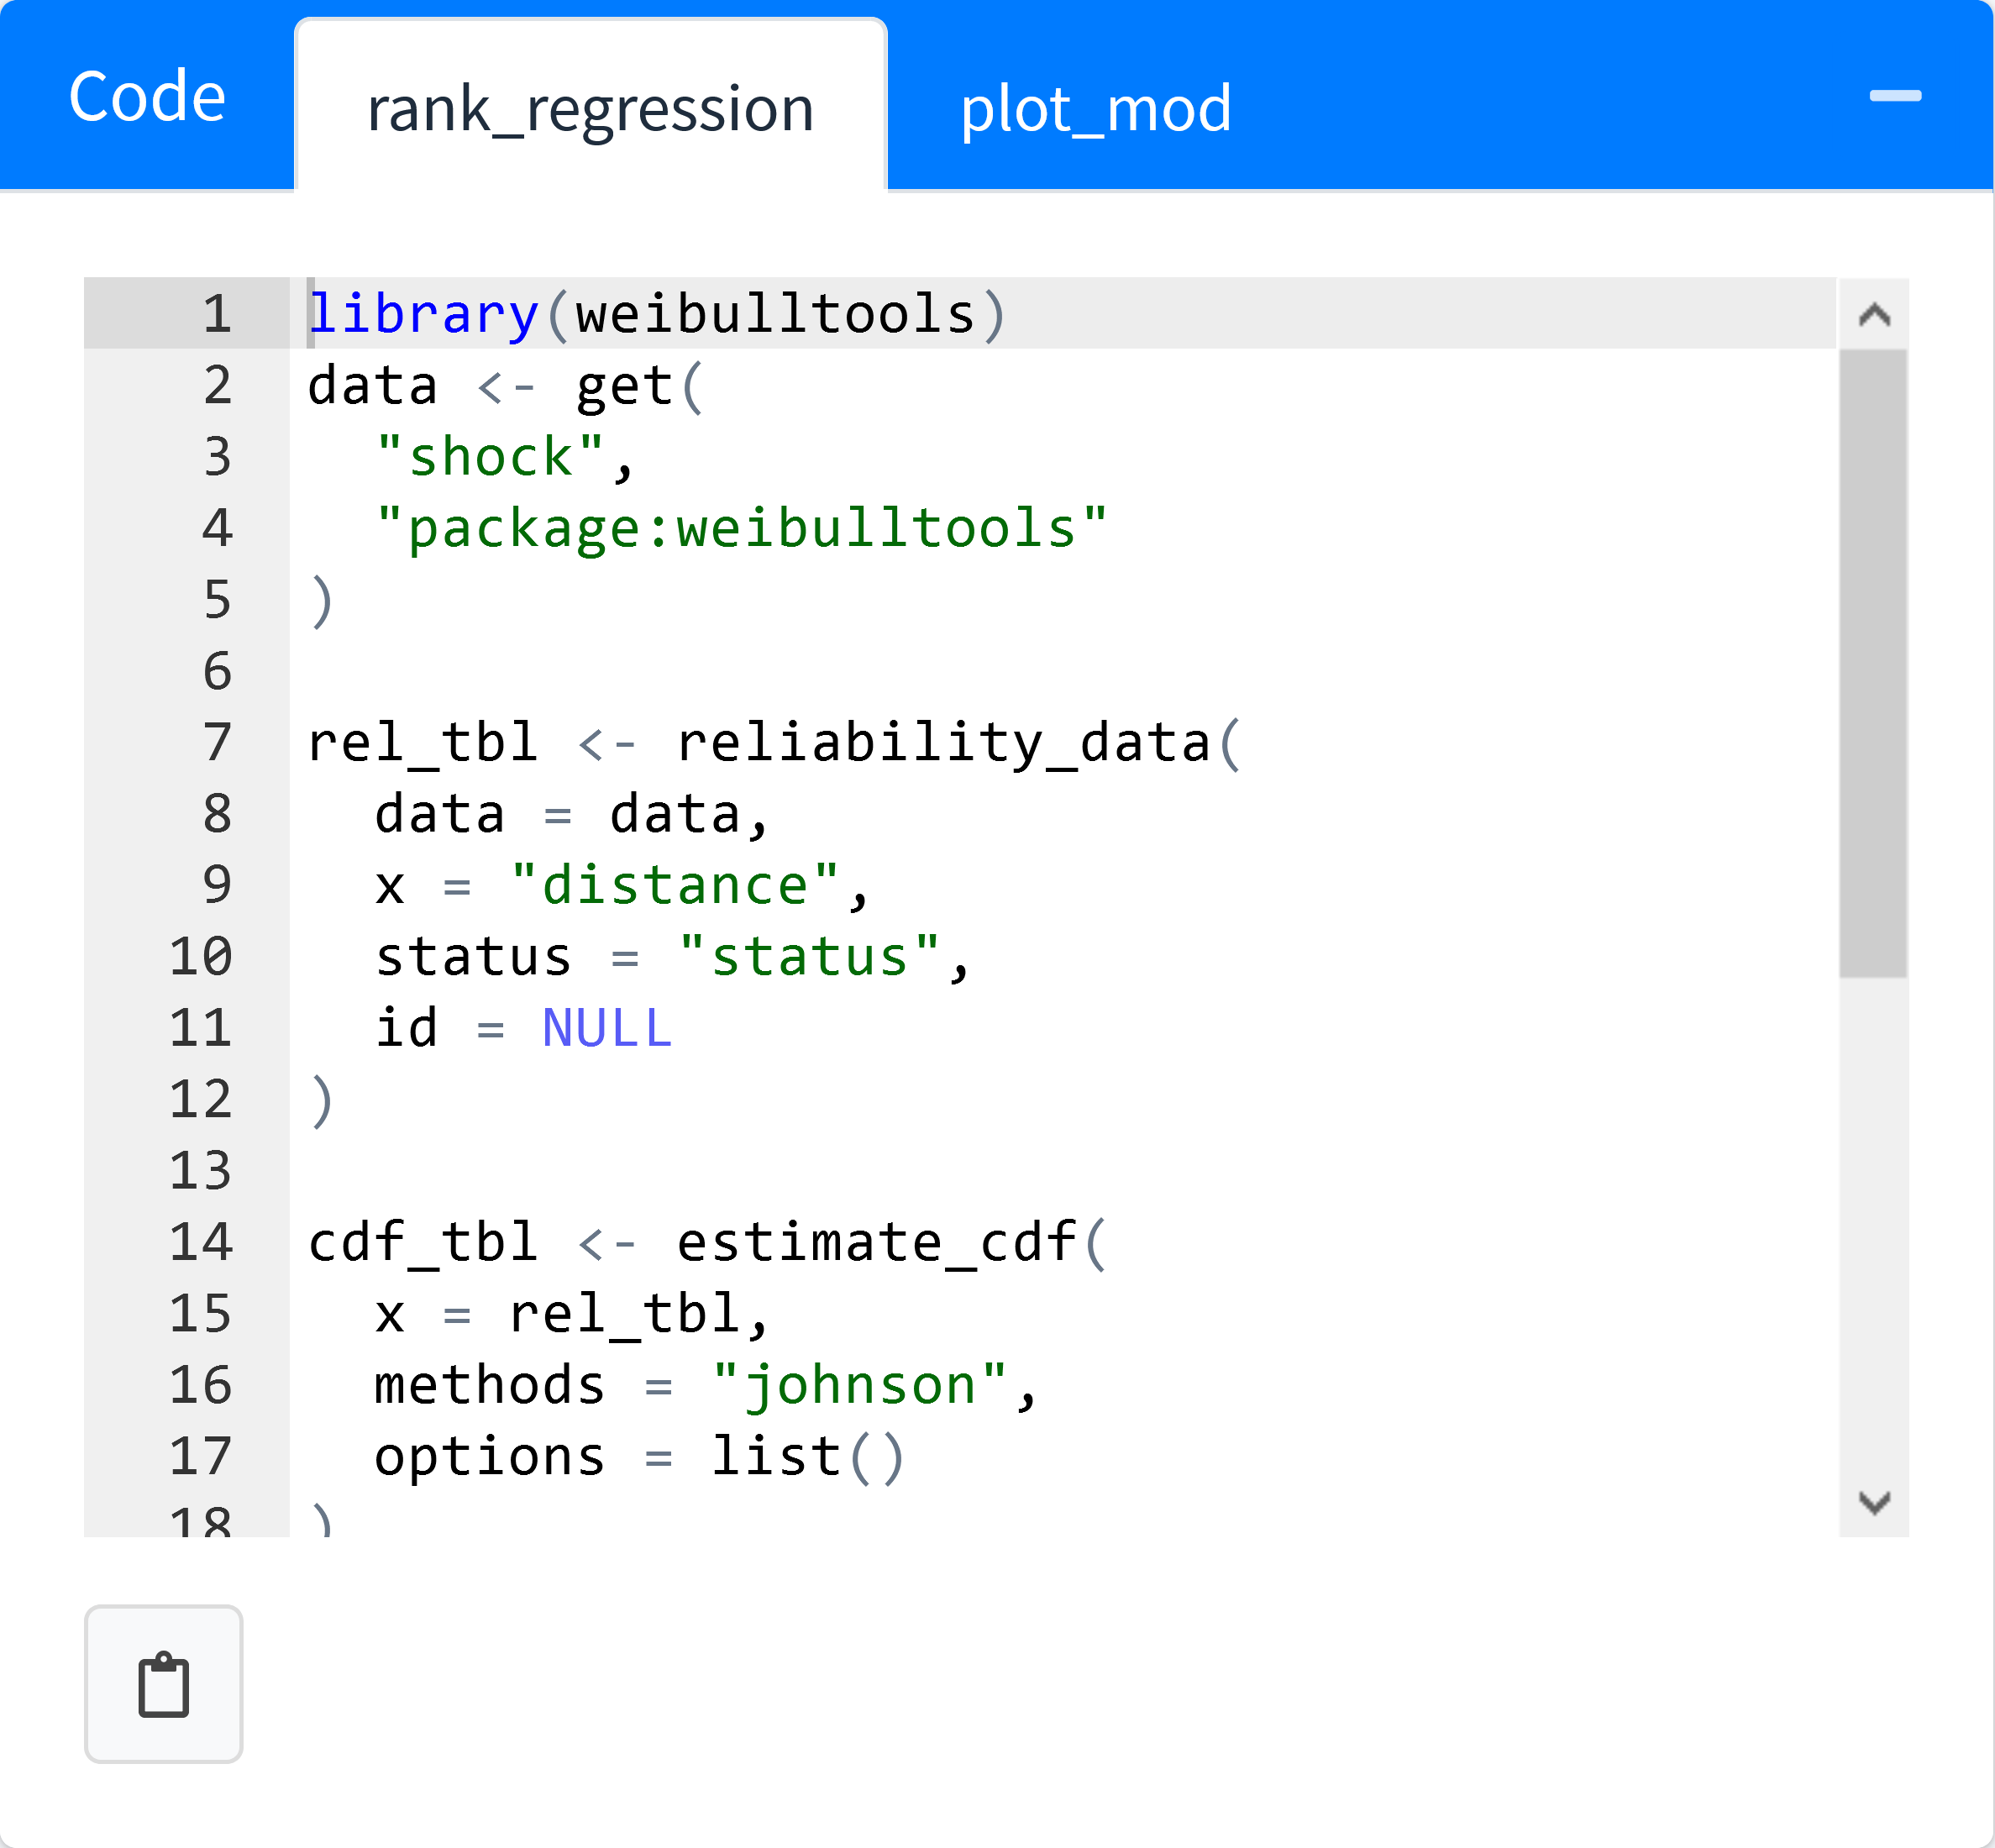 Code rank_regression plot_mod
1 library(weibulltools)
2 data <- get(
3   "shock",
4   "package:weibulltools"
5 )
6
7 rel_tbl <- reliability_data(
8   data = data,
9   x = "distance",
10   status = "status",
11   id = NULL
12 )
13
14 cdf_tbl <- estimate_cdf(
15   x = rel_tbl,
16   methods = "johnson",
17   options = list()
18 )